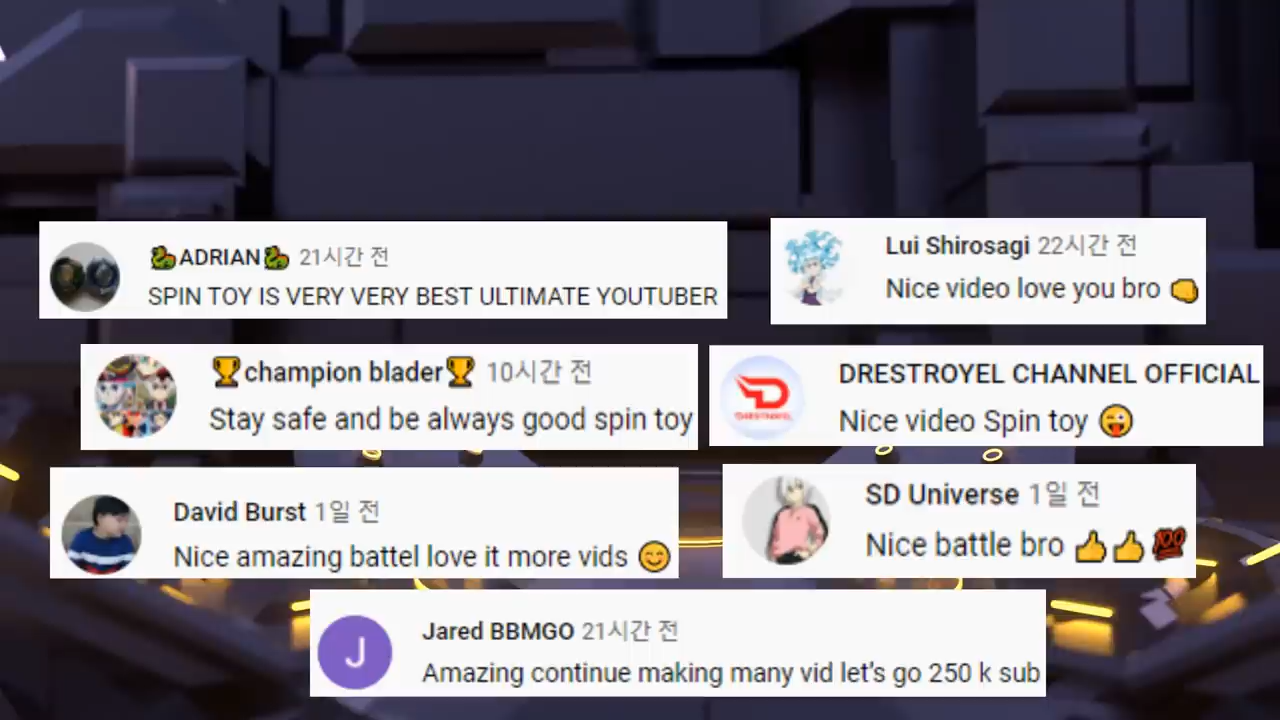 🐉ADRIAN🐉 21시간 전
SPIN TOY IS VERY VERY BEST ULTIMATE YOUTUBER
Lui Shirosagi 22시간 전
Nice video love you bro 👊
🏆champion blader🏆 10시간 전
Stay safe and be always good spin toy
DRESTROYEL CHANNEL OFFICIAL
Nice video Spin toy 😜
David Burst 1일 전
Nice amazing battel love it more vids 😊
SD Universe 1일 전
Nice battle bro 👍👍💯
J
Jared BBMGO 21시간 전
Amazing continue making many vid let's go 250 k sub